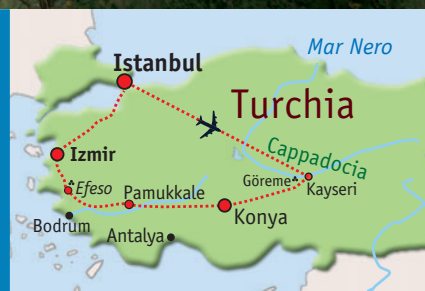 Mar Nero
Istanbul
Turchia
Cappadocia
Izmir
Efeso
Pamukkale
Göreme
Kayseri
Konya
Bodrum
Antalya